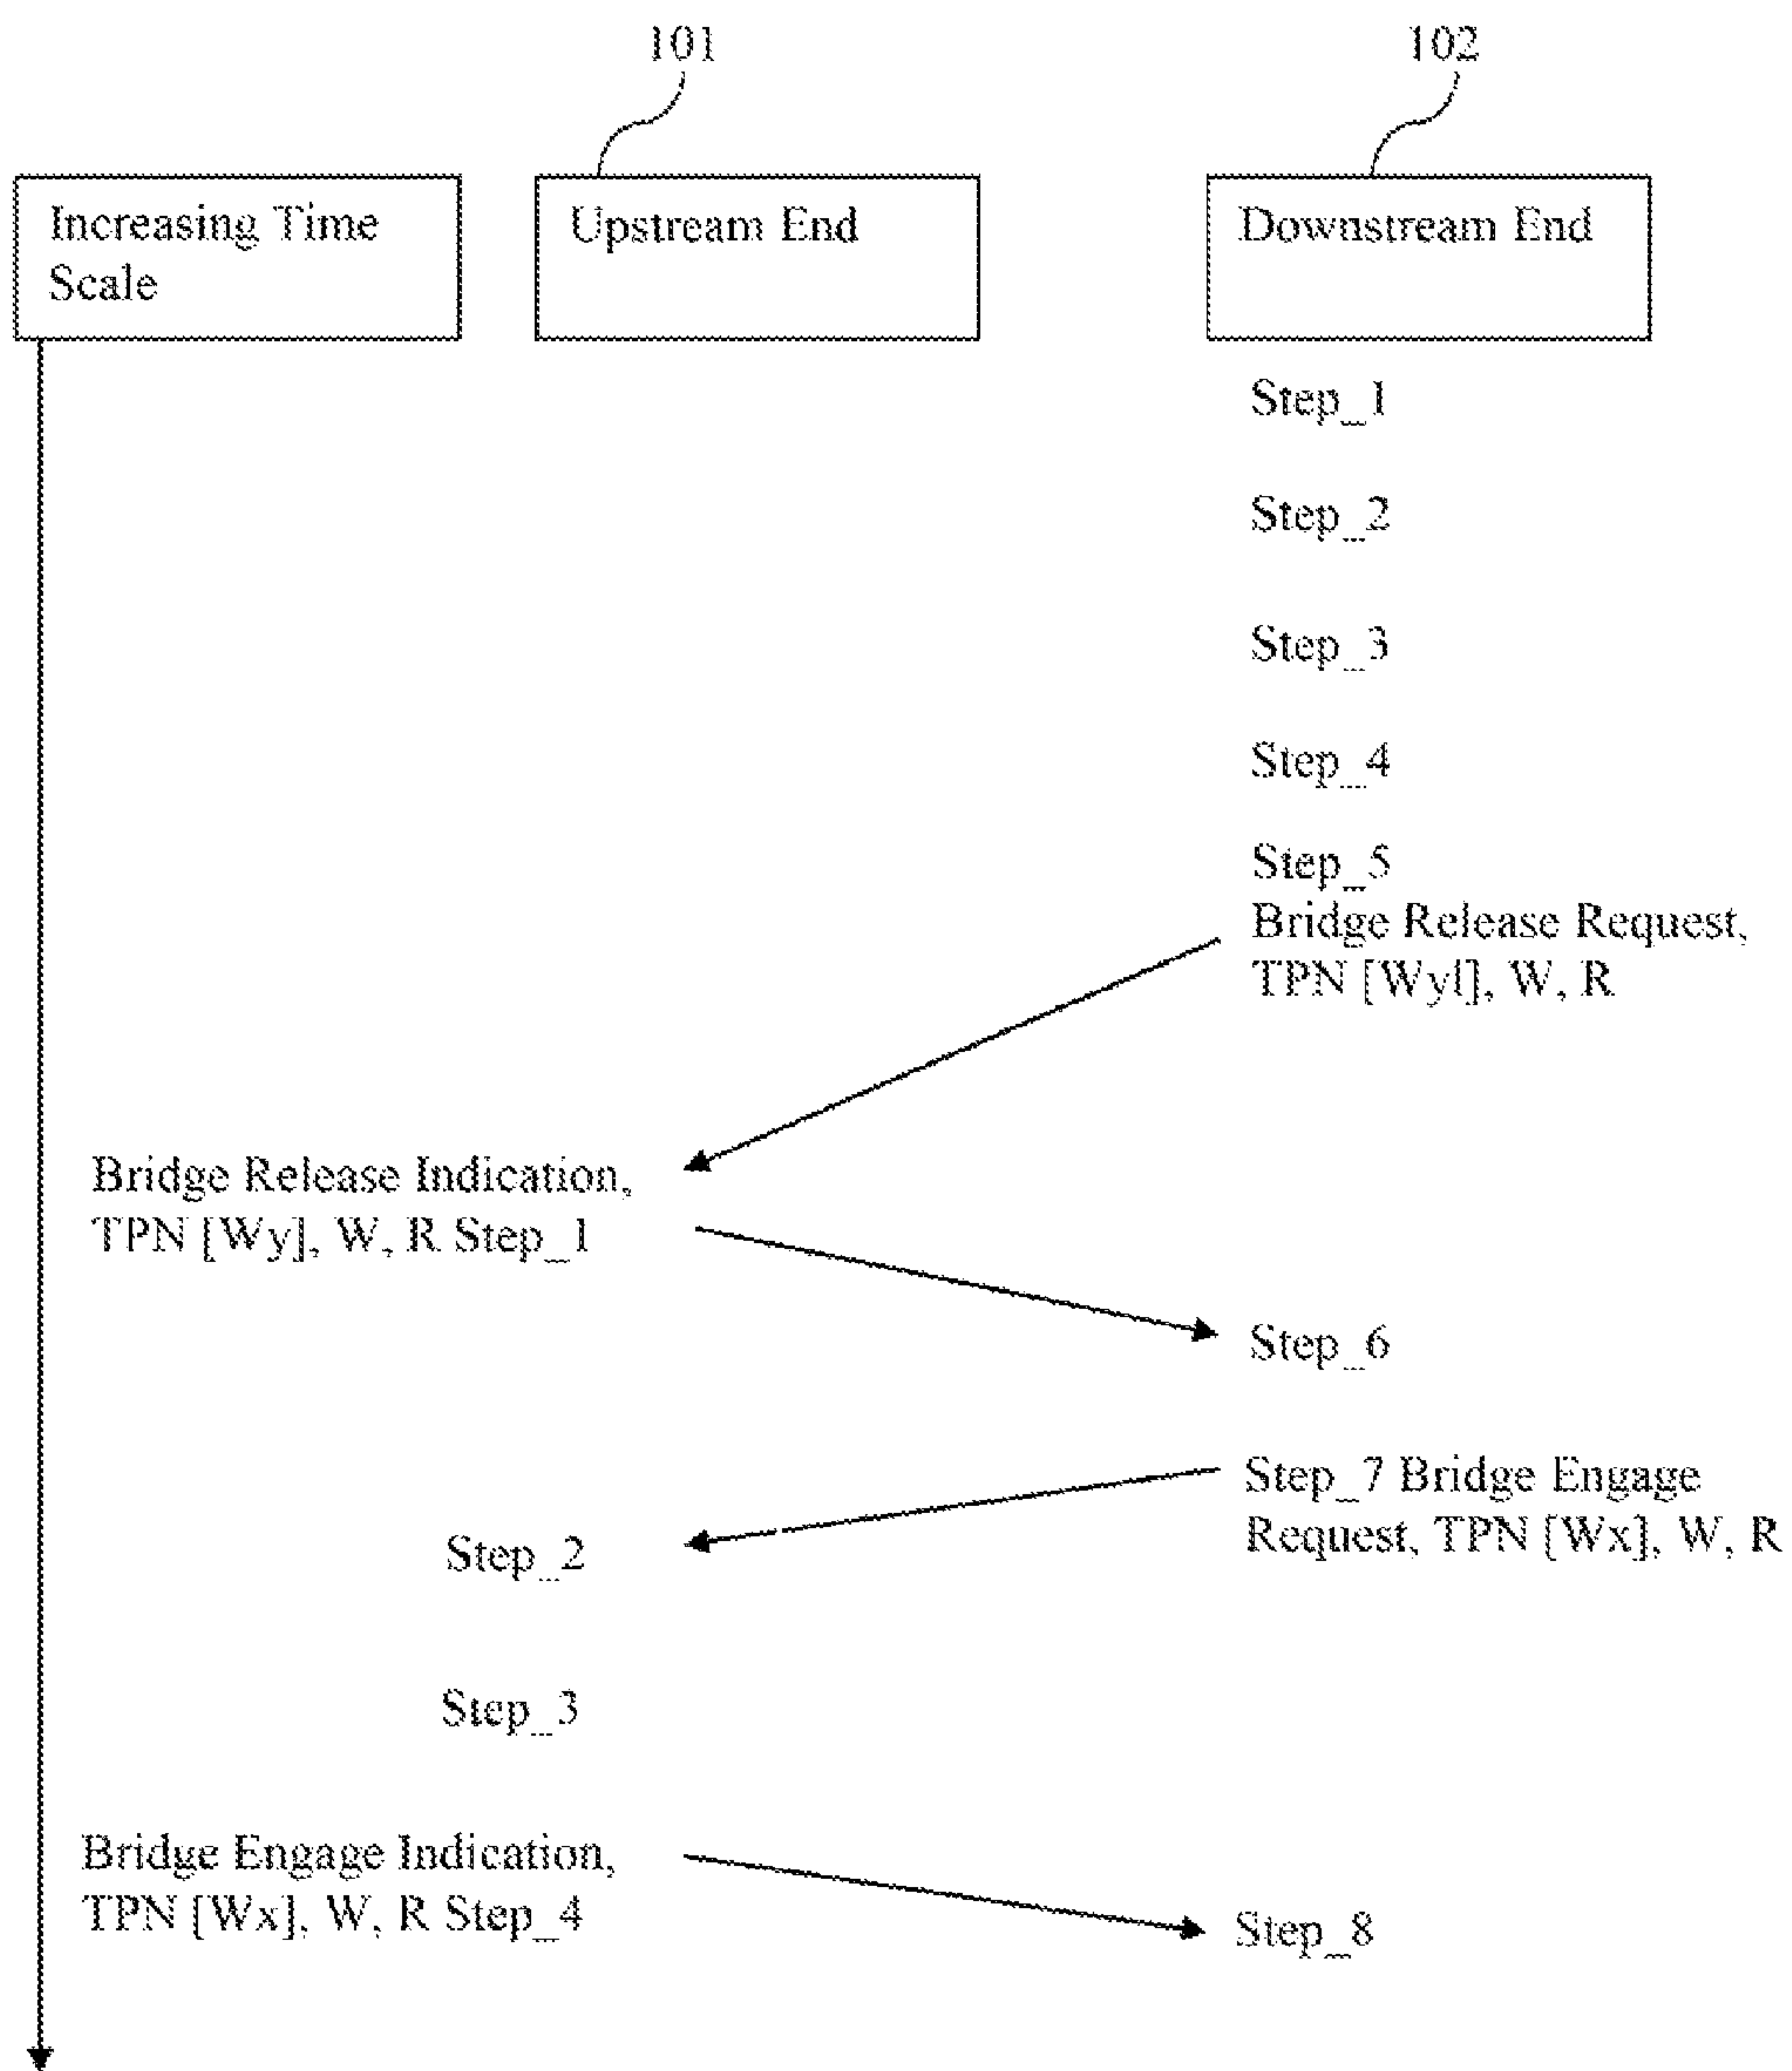 101
102
Increasing Time
Scale
Upstream End
Downstream End
Step_1
Step_2
Step_3
Step_4
Step_5
Bridge Release Request,
TPN [Wyl], W, R
Bridge Release Indication,
TPN [Wy], W, R Step_1
Step_6
Step_7 Bridge Engage
Request, TPN [Wx], W, R
Step_2
Step_3
Bridge Engage Indication,
TPN [Wx], W, R Step_4
Step_8